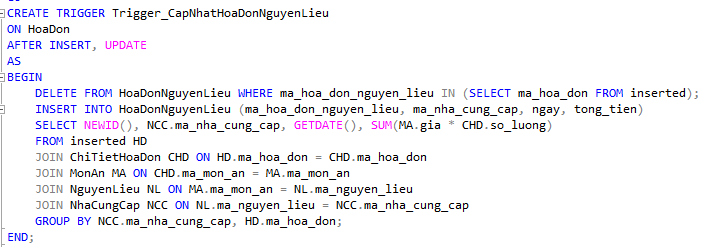 CREATE TRIGGER Trigger_CapNhatHoaDonNguyenLieu
ON HoaDon
AFTER INSERT, UPDATE
AS
BEGIN
DELETE FROM HoaDonNguyenLieu WHERE ma_hoa_don_nguyen_lieu IN (SELECT ma_hoa_don FROM inserted);
INSERT INTO HoaDonNguyenLieu (ma_hoa_don_nguyen_lieu, ma_nha_cung_cap, ngay, tong_tien)
SELECT NEWID(), NCC.ma_nha_cung_cap, GETDATE(), SUM(MA.gia * CHD.so_luong)
FROM inserted HD
JOIN ChiTietHoaDon CHD ON HD.ma_hoa_don = CHD.ma_hoa_don
JOIN MonAn MA ON CHD.ma_mon_an = MA.ma_mon_an
JOIN NguyenLieu NL ON MA.ma_mon_an = NL.ma_nguyen_lieu
JOIN NhaCungCap NCC ON NL.ma_nguyen_lieu = NCC.ma_nha_cung_cap
GROUP BY NCC.ma_nha_cung_cap, HD.ma_hoa_don;
END;